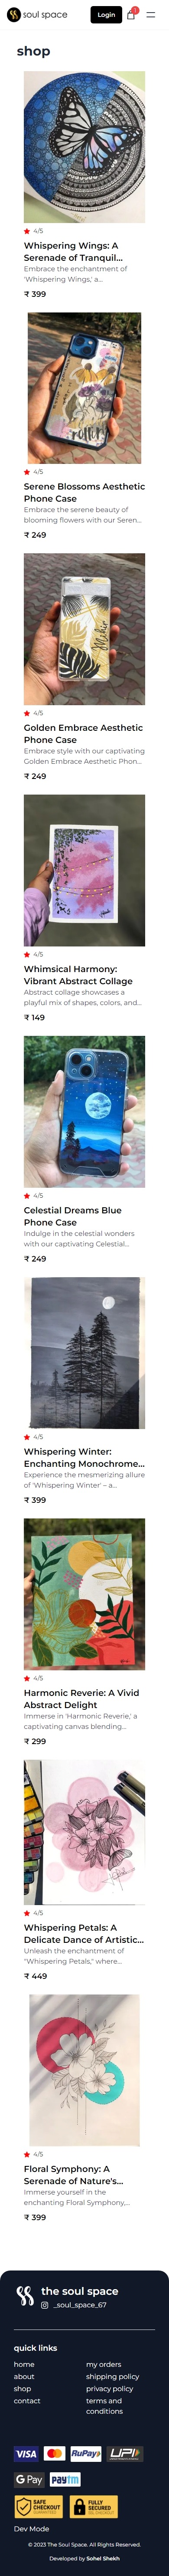 soul space
Login
1
shop
4/5
Whispering Wings: A
Serenade of Tranquil...
Embrace the enchantment of
'Whispering Wings,' a...
₹ 399
4/5
Serene Blossoms Aesthetic
Phone Case
Embrace the serene beauty of
blooming flowers with our Seren...
₹ 249
4/5
Golden Embrace Aesthetic
Phone Case
Embrace style with our captivating
Golden Embrace Aesthetic Phon...
₹ 249
4/5
Whimsical Harmony:
Vibrant Abstract Collage
Abstract collage showcases a
playful mix of shapes, colors, and...
₹ 149
4/5
Celestial Dreams Blue
Phone Case
Indulge in the celestial wonders
with our captivating Celestial...
₹ 249
4/5
Whispering Winter:
Enchanting Monochrome...
Experience the mesmerizing allure
of 'Whispering Winter' – a...
₹ 399
4/5
Harmonic Reverie: A Vivid
Abstract Delight
Immerse in 'Harmonic Reverie,' a
captivating canvas blending...
₹ 299
4/5
Whispering Petals: A
Delicate Dance of Artistic...
Unleash the enchantment of
"Whispering Petals," where...
₹ 449
4/5
Floral Symphony: A
Serenade of Nature's...
Immerse yourself in the
enchanting Floral Symphony,...
₹ 399
the soul space
_soul_space_67
quick links
home
about
shop
contact
my orders
shipping policy
privacy policy
terms and
conditions
VISA
mastercard
RuPay
UPI
G Pay
paytm
SAFE
CHECKOUT
FULLY
SECURED
Dev Mode
© 2023 The Soul Space. All Rights Reserved.
Developed by Sohel Shekh